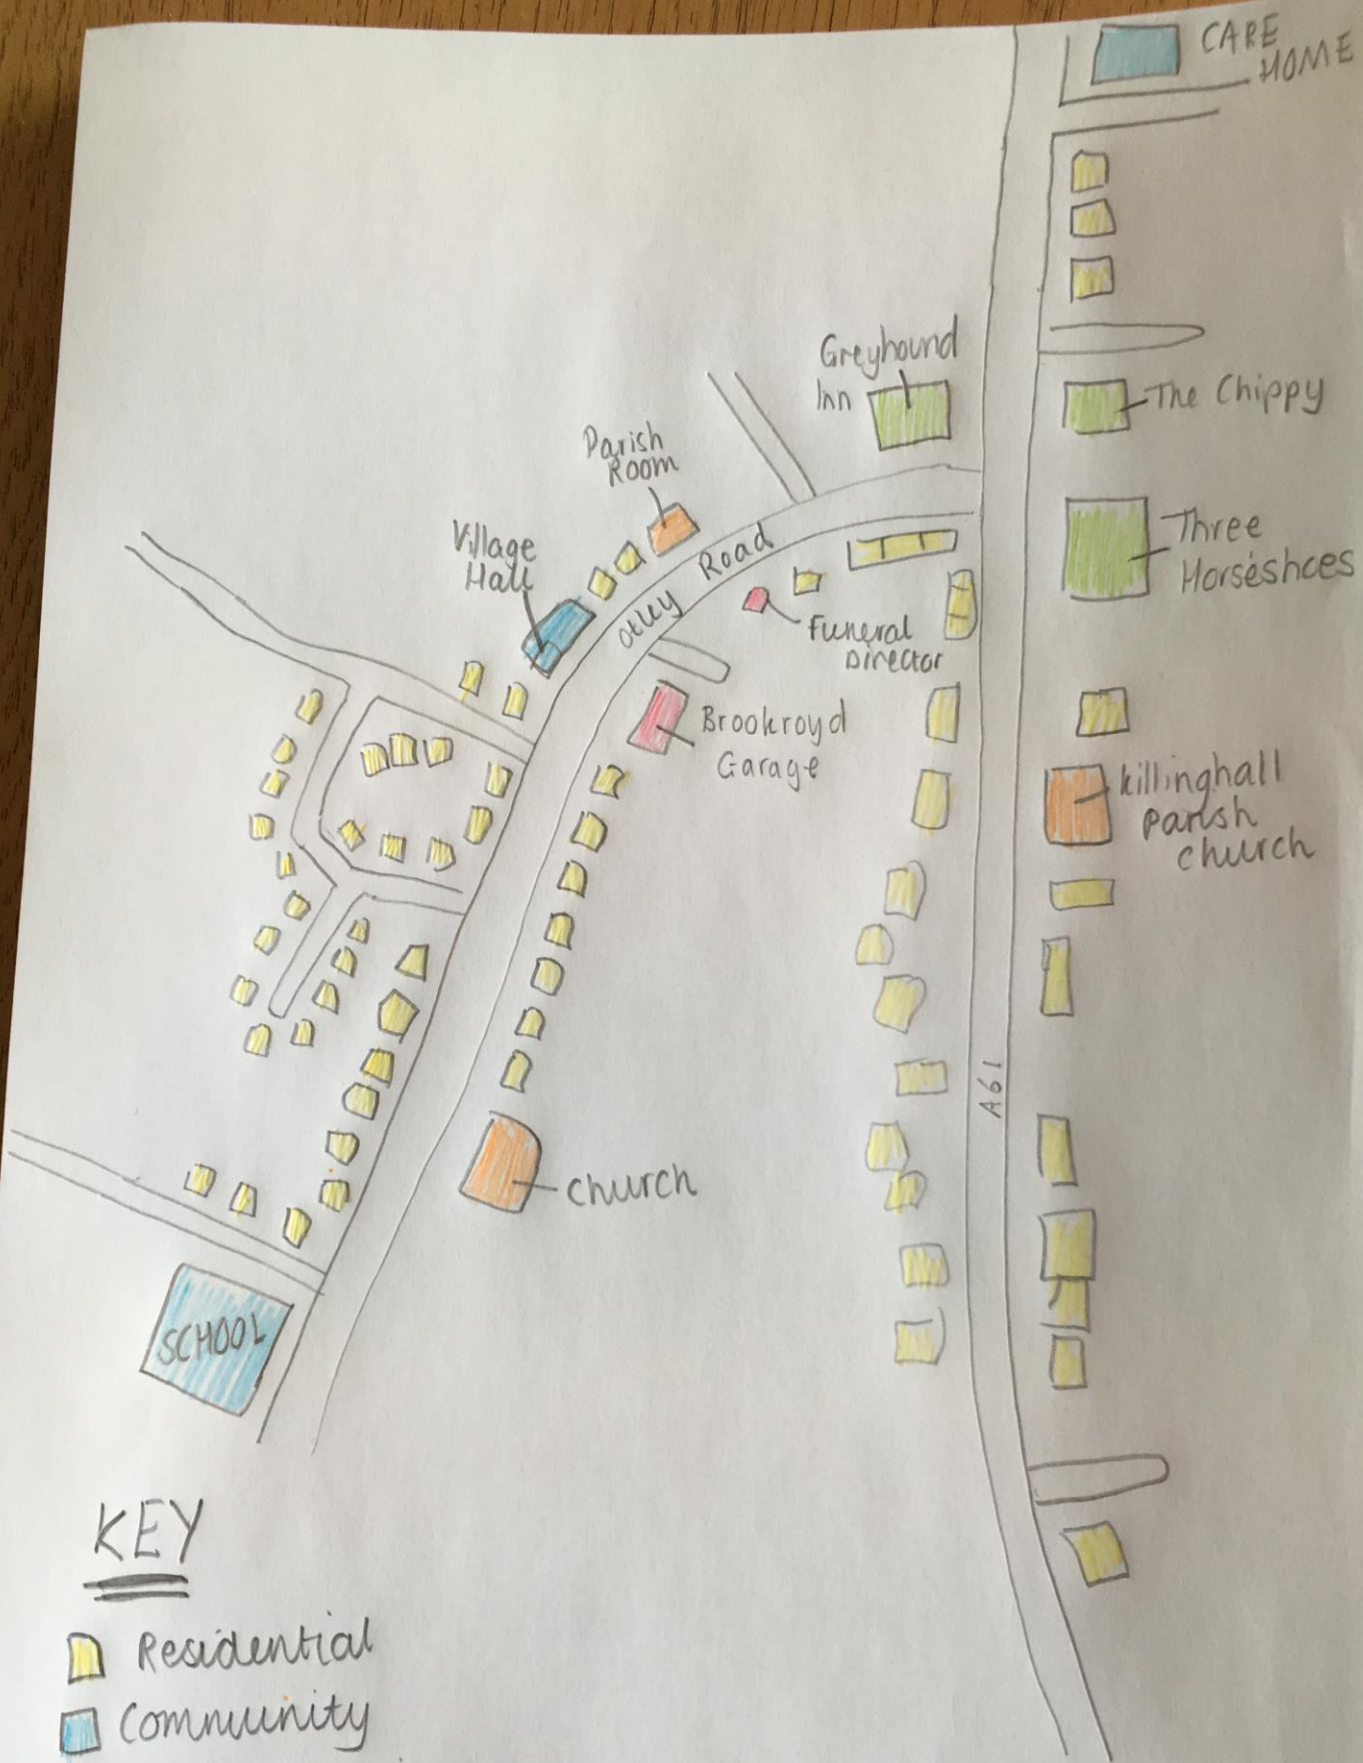 CARE
HOME
Greyhound
Inn
The Chippy
Parish
Room
Three
Horseshoes
Village
Hall
Otley Road
Funeral
Director
Brookroyd
Garage
Killinghall
Parish
Church
A61
Church
SCHOOL
KEY
Residential
Community